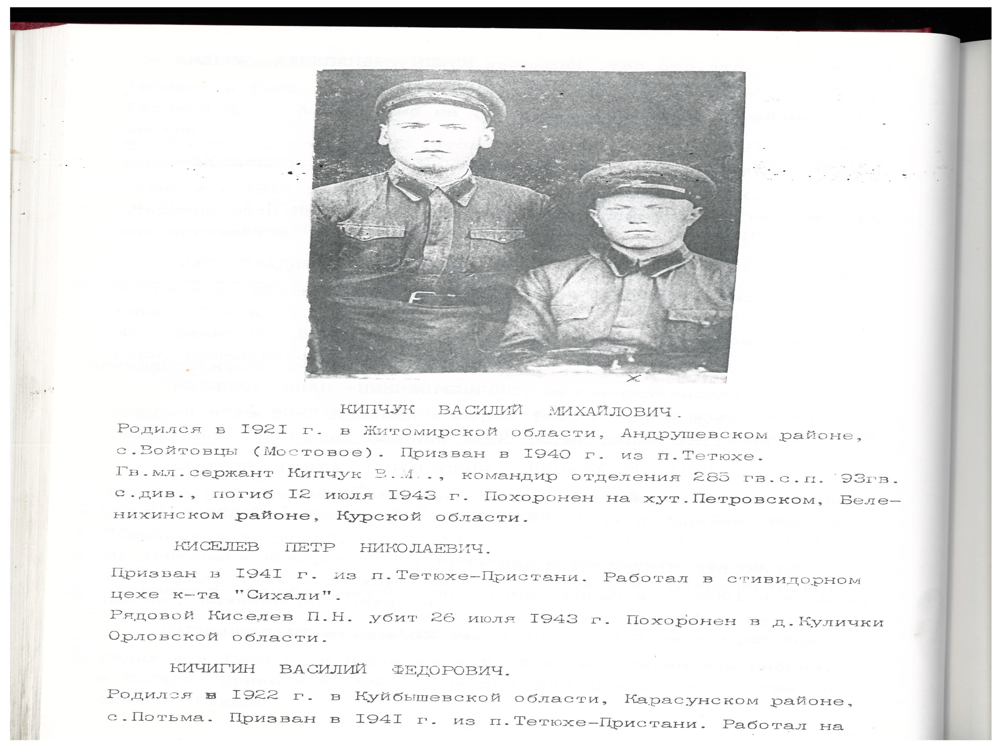 КИПЧУК ВАСИЛИЙ МИХАЙЛОВИЧ.
Родился в I92I г. в Житомирской области, Андрушевском районе,
с.Войтовцы (Мостовое). Призван в I940 г. из п.Тетюхе.
Гв.мл.сержант Кипчук В.М.., командир отделения 285 гв.с.п. 93гв.
с.див., погиб I2 июля I943 г. Похоронен на хут.Петровском, Беле-
нихинском районе, Курской области.
КИСЕЛЕВ ПЕТР НИКОЛАЕВИЧ.
Призван в I94I г. из п.Тетюхе-Пристани. Работал в стивидорном
цехе к-та "Сихали".
Рядовой Киселев П.Н. убит 26 июля I943 г. Похоронен в д.Кулички
Орловской области.
КИЧИГИН ВАСИЛИЙ ФЕДОРОВИЧ.
Родился в I922 г. в Куйбышевской области, Карасунском районе,
с.Потьма. Призван в I94I г. из п.Тетюхе-Пристани. Работал на